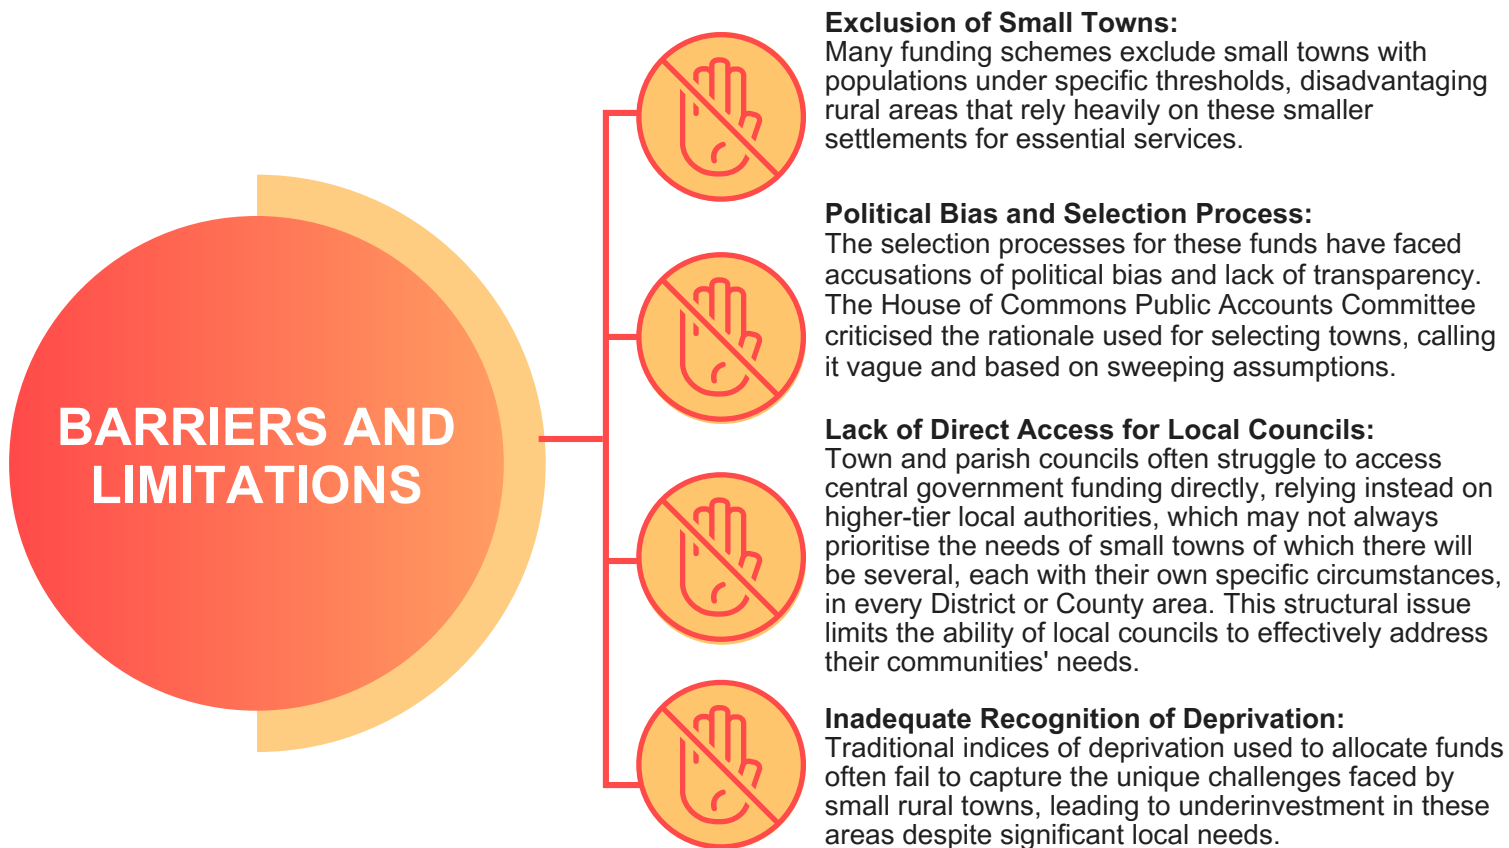 BARRIERS AND
LIMITATIONS
Exclusion of Small Towns:
Many funding schemes exclude small towns with
populations under specific thresholds, disadvantaging
rural areas that rely heavily on these smaller
settlements for essential services.
Political Bias and Selection Process:
The selection processes for these funds have faced
accusations of political bias and lack of transparency.
The House of Commons Public Accounts Committee
criticised the rationale used for selecting towns, calling
it vague and based on sweeping assumptions.
Lack of Direct Access for Local Councils:
Town and parish councils often struggle to access
central government funding directly, relying instead on
higher-tier local authorities, which may not always
prioritise the needs of small towns of which there will
be several, each with their own specific circumstances,
in every District or County area. This structural issue
limits the ability of local councils to effectively address
their communities' needs.
Inadequate Recognition of Deprivation:
Traditional indices of deprivation used to allocate funds
often fail to capture the unique challenges faced by
small rural towns, leading to underinvestment in these
areas despite significant local needs.